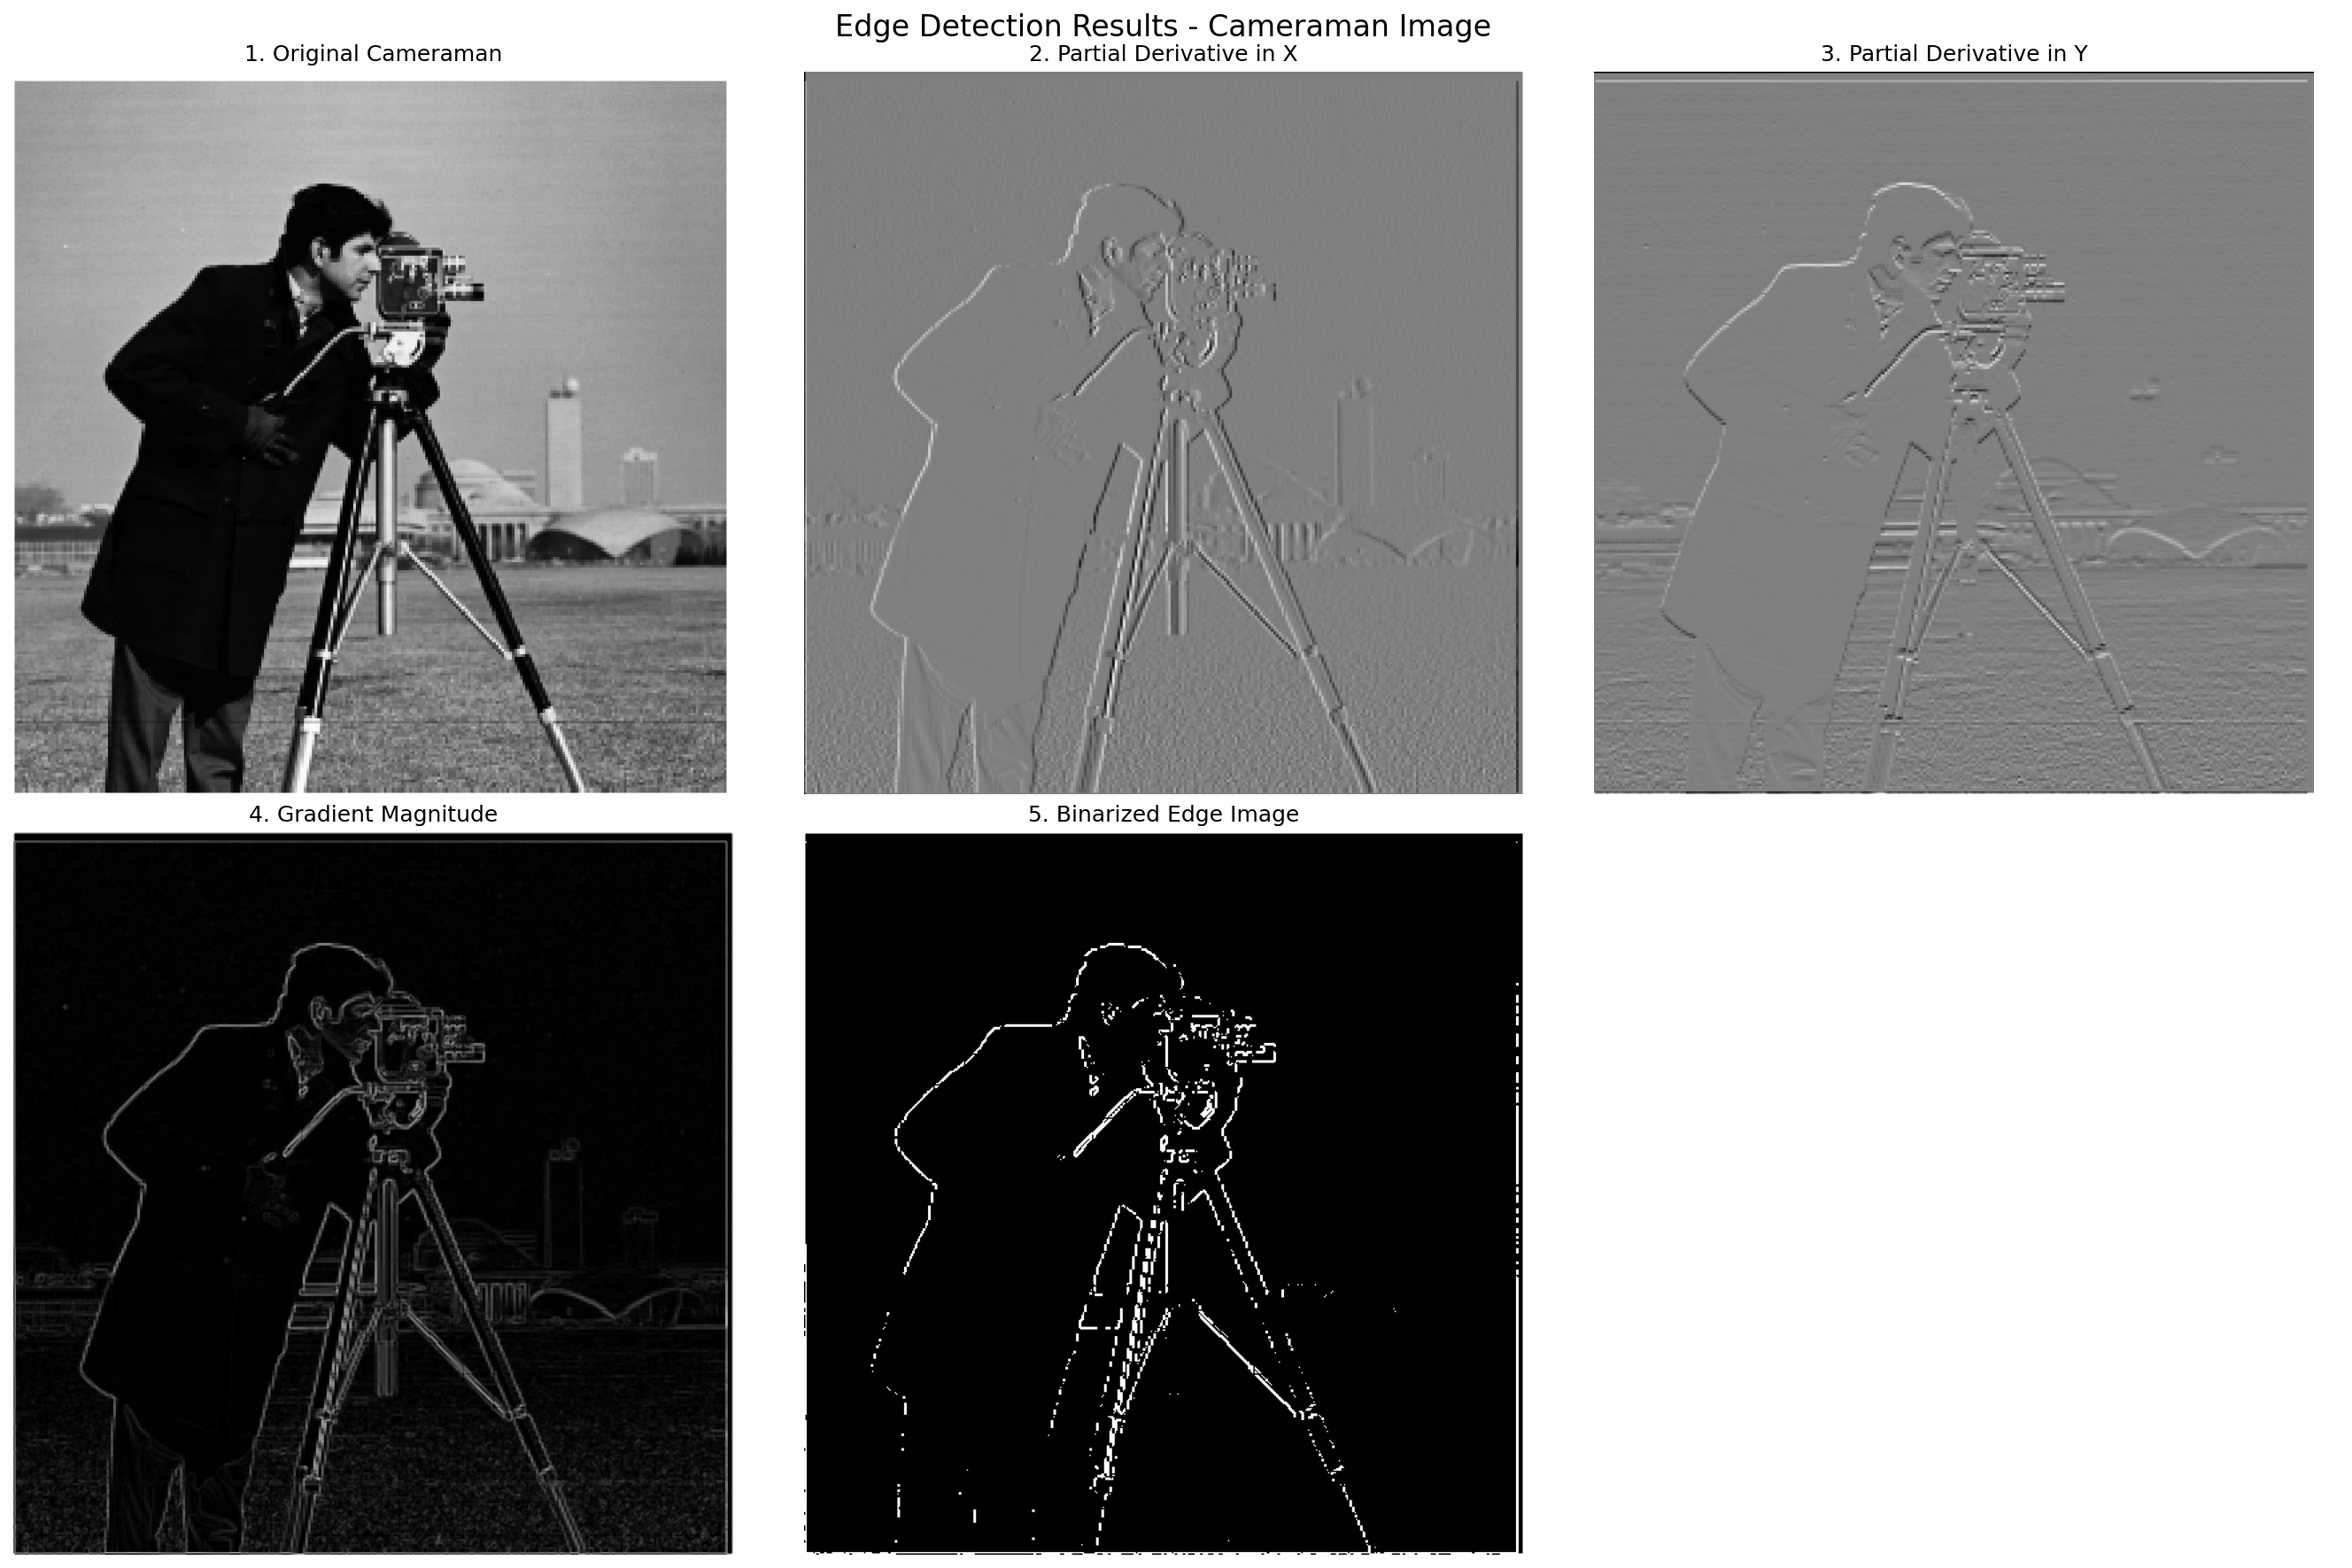 Edge Detection Results - Cameraman Image
1. Original Cameraman
2. Partial Derivative in X
3. Partial Derivative in Y
4. Gradient Magnitude
5. Binarized Edge Image